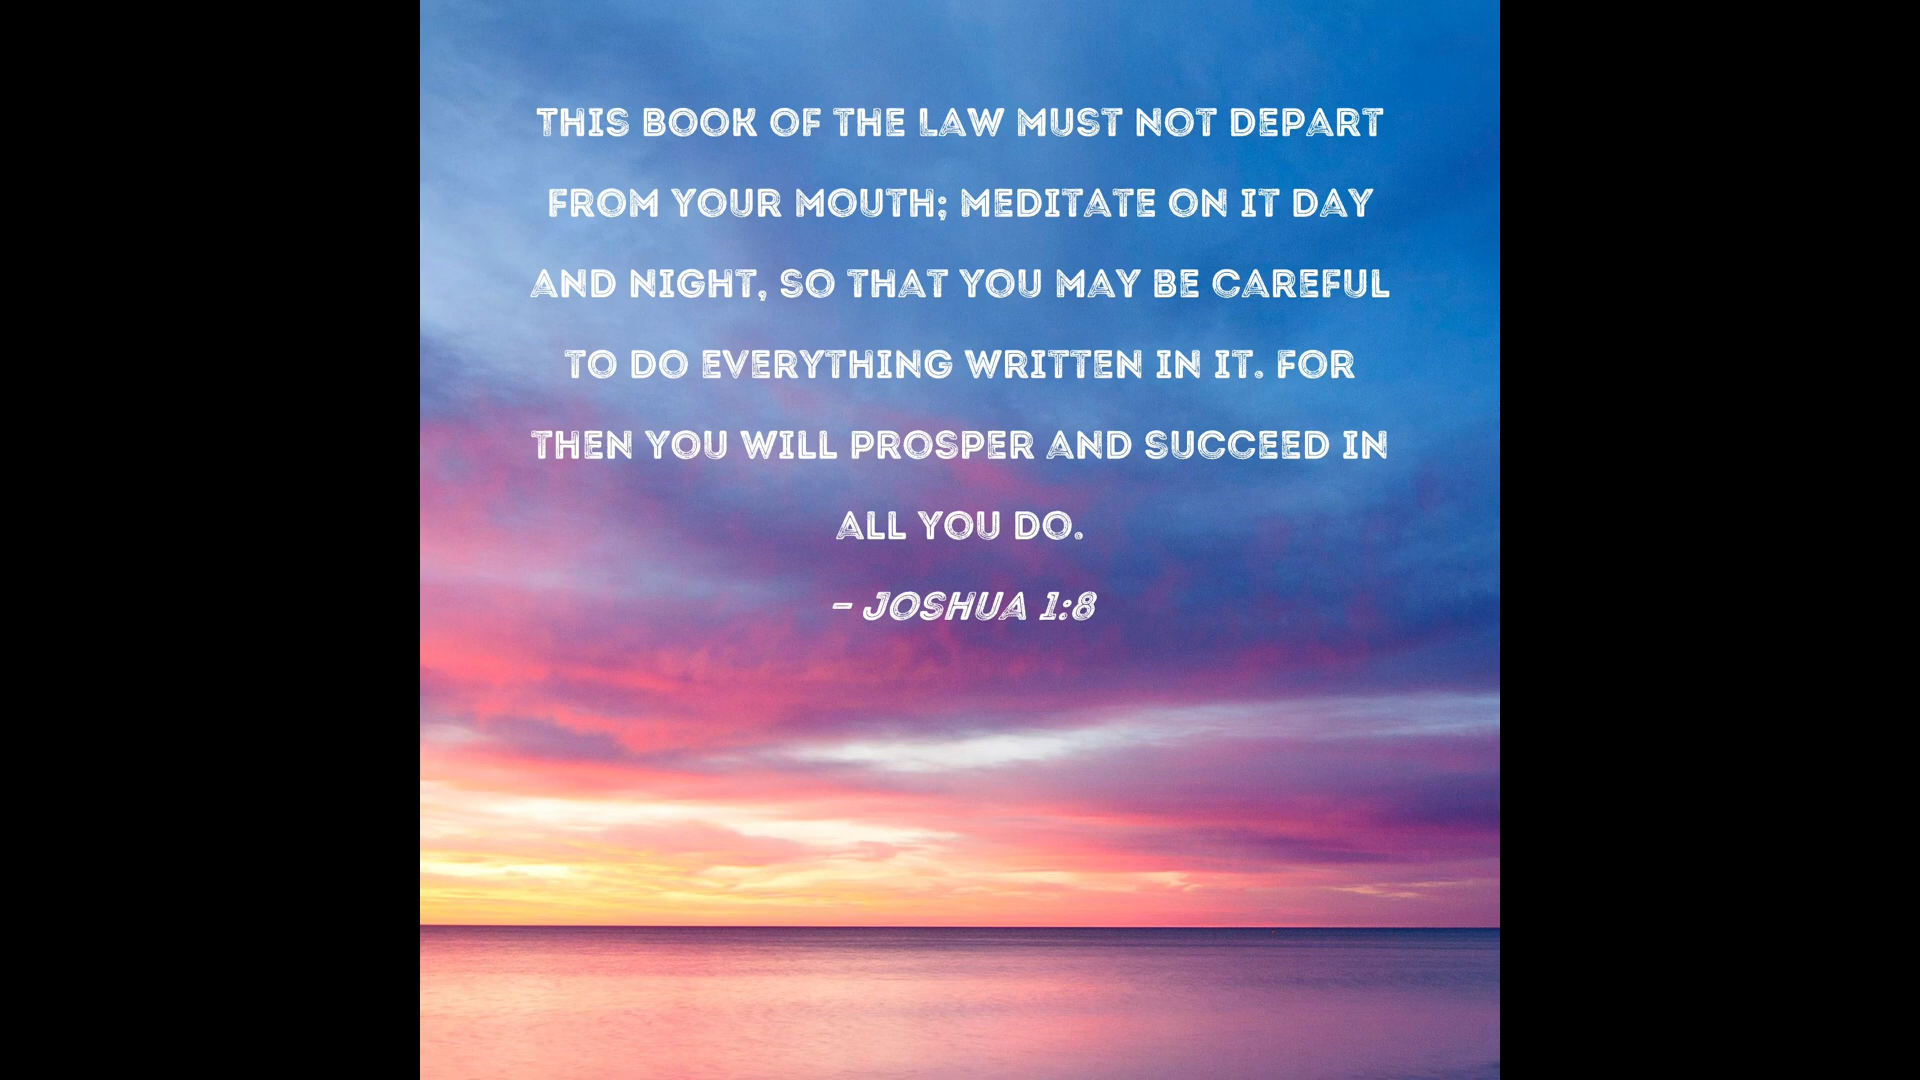 THIS BOOK OF THE LAW MUST NOT DEPART
FROM YOUR MOUTH; MEDITATE ON IT DAY
AND NIGHT, SO THAT YOU MAY BE CAREFUL
TO DO EVERYTHING WRITTEN IN IT. FOR
THEN YOU WILL PROSPER AND SUCCEED IN
ALL YOU DO.
– JOSHUA 1:8